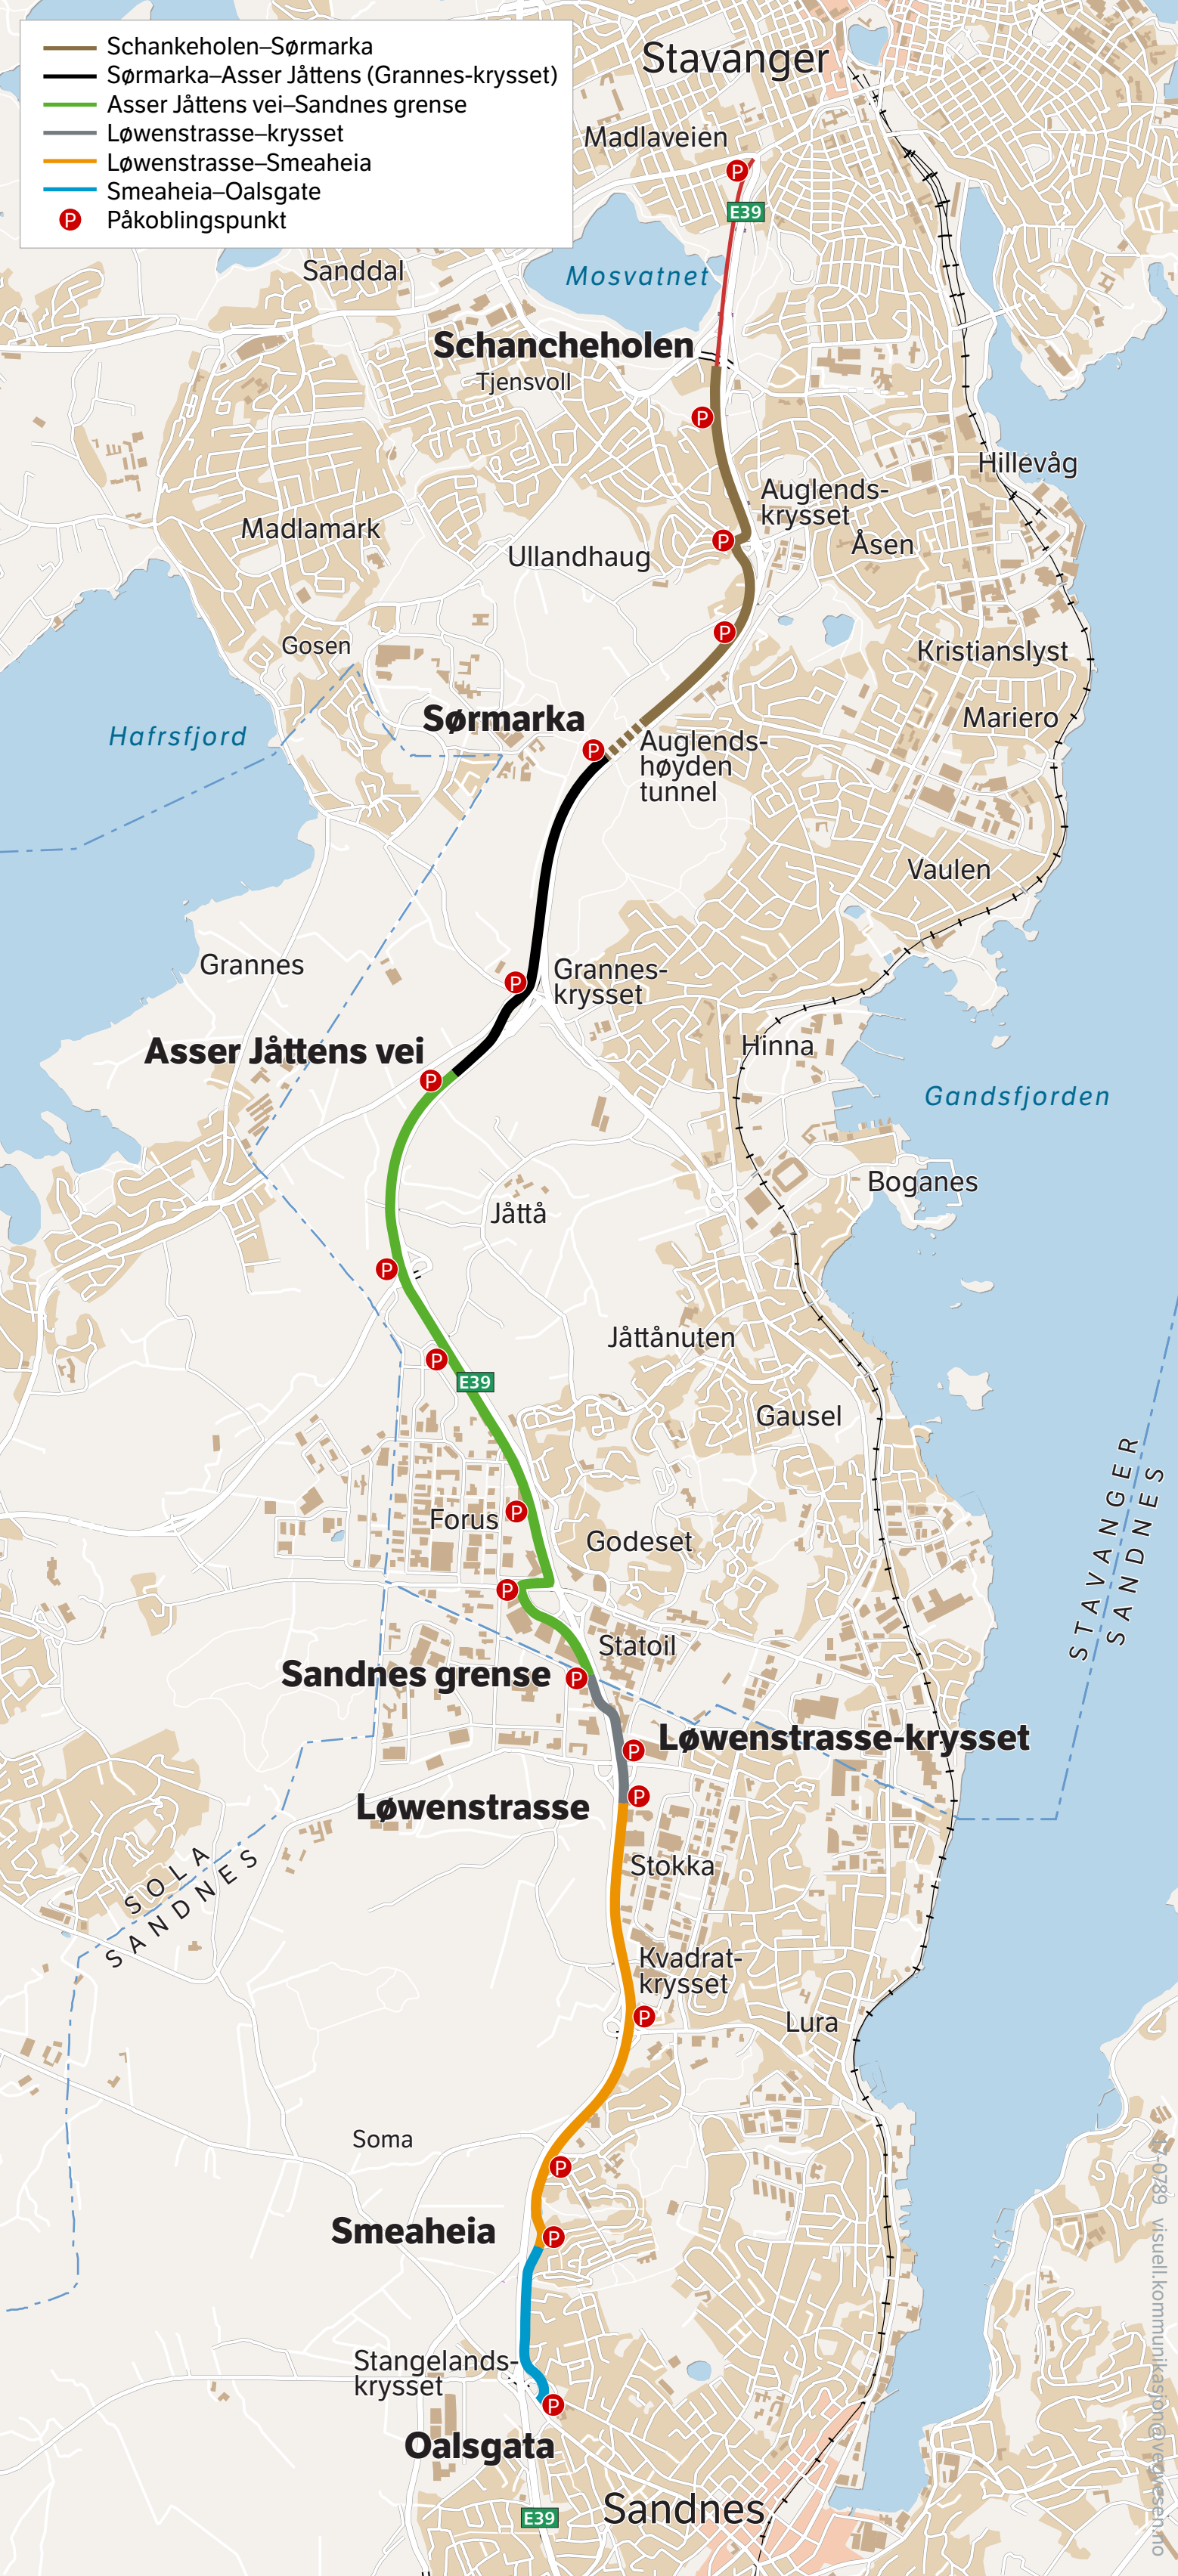 Schankeholen–Sørmarka
Sørmarka–Asser Jåttens (Grannes-krysset)
Asser Jåttens vei–Sandnes grense
Løwenstrasse–krysset
Løwenstrasse–Smeaheia
Smeaheia–Oalsgate
P Påkoblingspunkt
Stavanger
Madlaveien
P
E39
Sanddal
Mosvatnet
Schancheholen
Tjensvoll
P
Hillevåg
Auglends-
krysset
Madlamark
P
Åsen
Ullandhaug
P
Gosen
Kristianslyst
Sørmarka
Mariero
Hafrsfjord
P
Auglends-
høyden
tunnel
Vaulen
Grannes
Grannes-
krysset
P
Asser Jåttens vei
Hinna
P
Gandsfjorden
Boganes
Jåttå
P
Jåttånuten
P
E39
Gausel
STAVANGER
SANDNES
Forus
P
Godeset
P
Statoil
Sandnes grense
P
Løwenstrasse-krysset
P
Løwenstrasse
P
SOLA
SANDNES
Stokka
Kvadrat-
krysset
P
Lura
Soma
P
Smeaheia
P
Stangelands-
krysset
P
Oalsgata
Sandnes
E39
17-0789 visuell.kommunikasjon@vegvesen.no